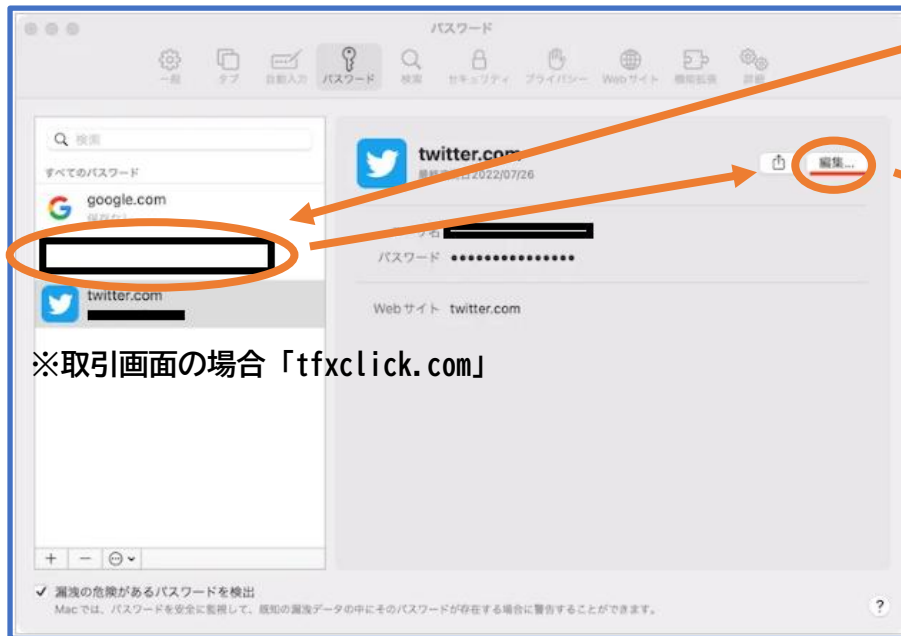 パスワード
一般 タブ 自動入力 パスワード 検索 セキュリティ プライバシー Webサイト 機能拡張 詳細
検索
すべてのパスワード
google.com
twitter.com
twitter.com
2022/07/26
編集...
パスワード ●●●●●●●●●●●●●●●
Webサイト twitter.com
※取引画面の場合「tfxclick.com」
漏洩の危険があるパスワードを検出
Macでは、パスワードを安全に監視して、既知の漏洩データの中にそのパスワードが存在する場合に警告することができます。
?